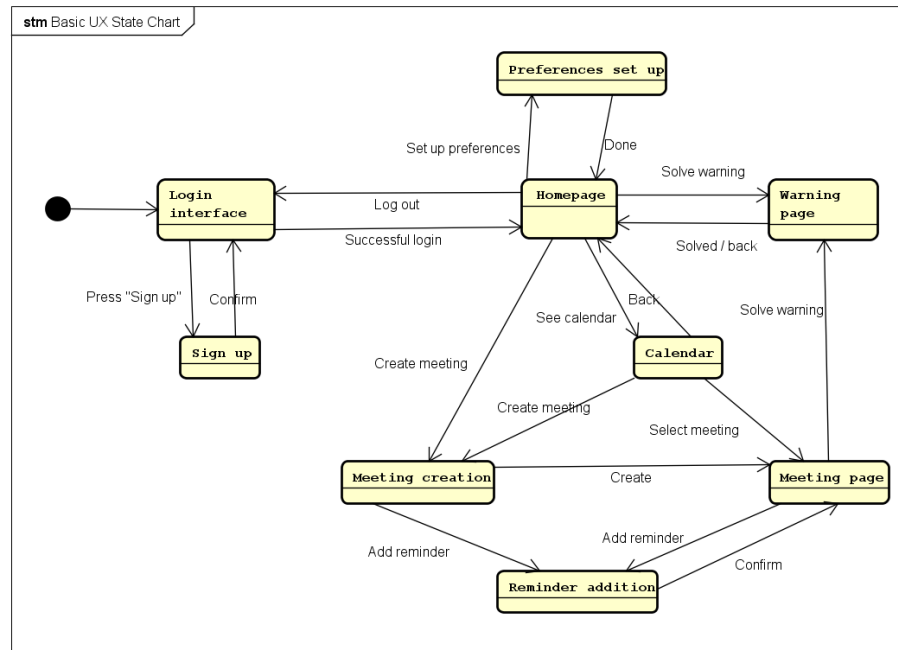 stm Basic UX State Chart
Preferences set up
Set up preferences
Done
Login
interface
Log out
Homepage
Solve warning
Warning
page
Successful login
Solved / back
Press "Sign up"
Confirm
See calendar
Back
Solve warning
Sign up
Calendar
Create meeting
Create meeting
Select meeting
Meeting creation
Create
Meeting page
Add reminder
Add reminder
Confirm
Reminder addition